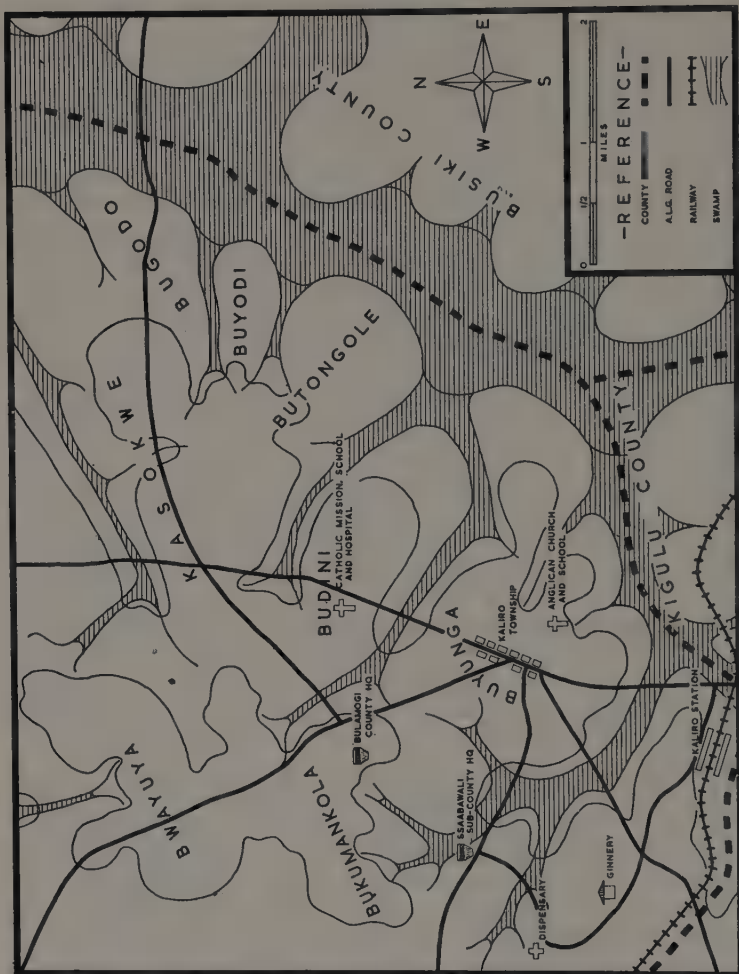 BUGODO
BUYODI
BUTONGOLE
KASOKWE
BUSIKI COUNTY
N
E
S
W
BUDINI
CATHOLIC MISSION, SCHOOL
AND HOSPITAL
BWAYUYA
BULAMOGI
COUNTY HQ
BUKUMANKOLA
BUYUNGA
KALIRO
TOWNSHIP
ANGLICAN CHURCH
AND SCHOOL
SSAABAWALI
SUB-COUNTY HQ
DISPENSARY
GINNERY
KALIRO STATION
KIGULU COUNTY
0 1/2 1 2
MILES
—REFERENCE—
COUNTY
A.L.G. ROAD
RAILWAY
SWAMP